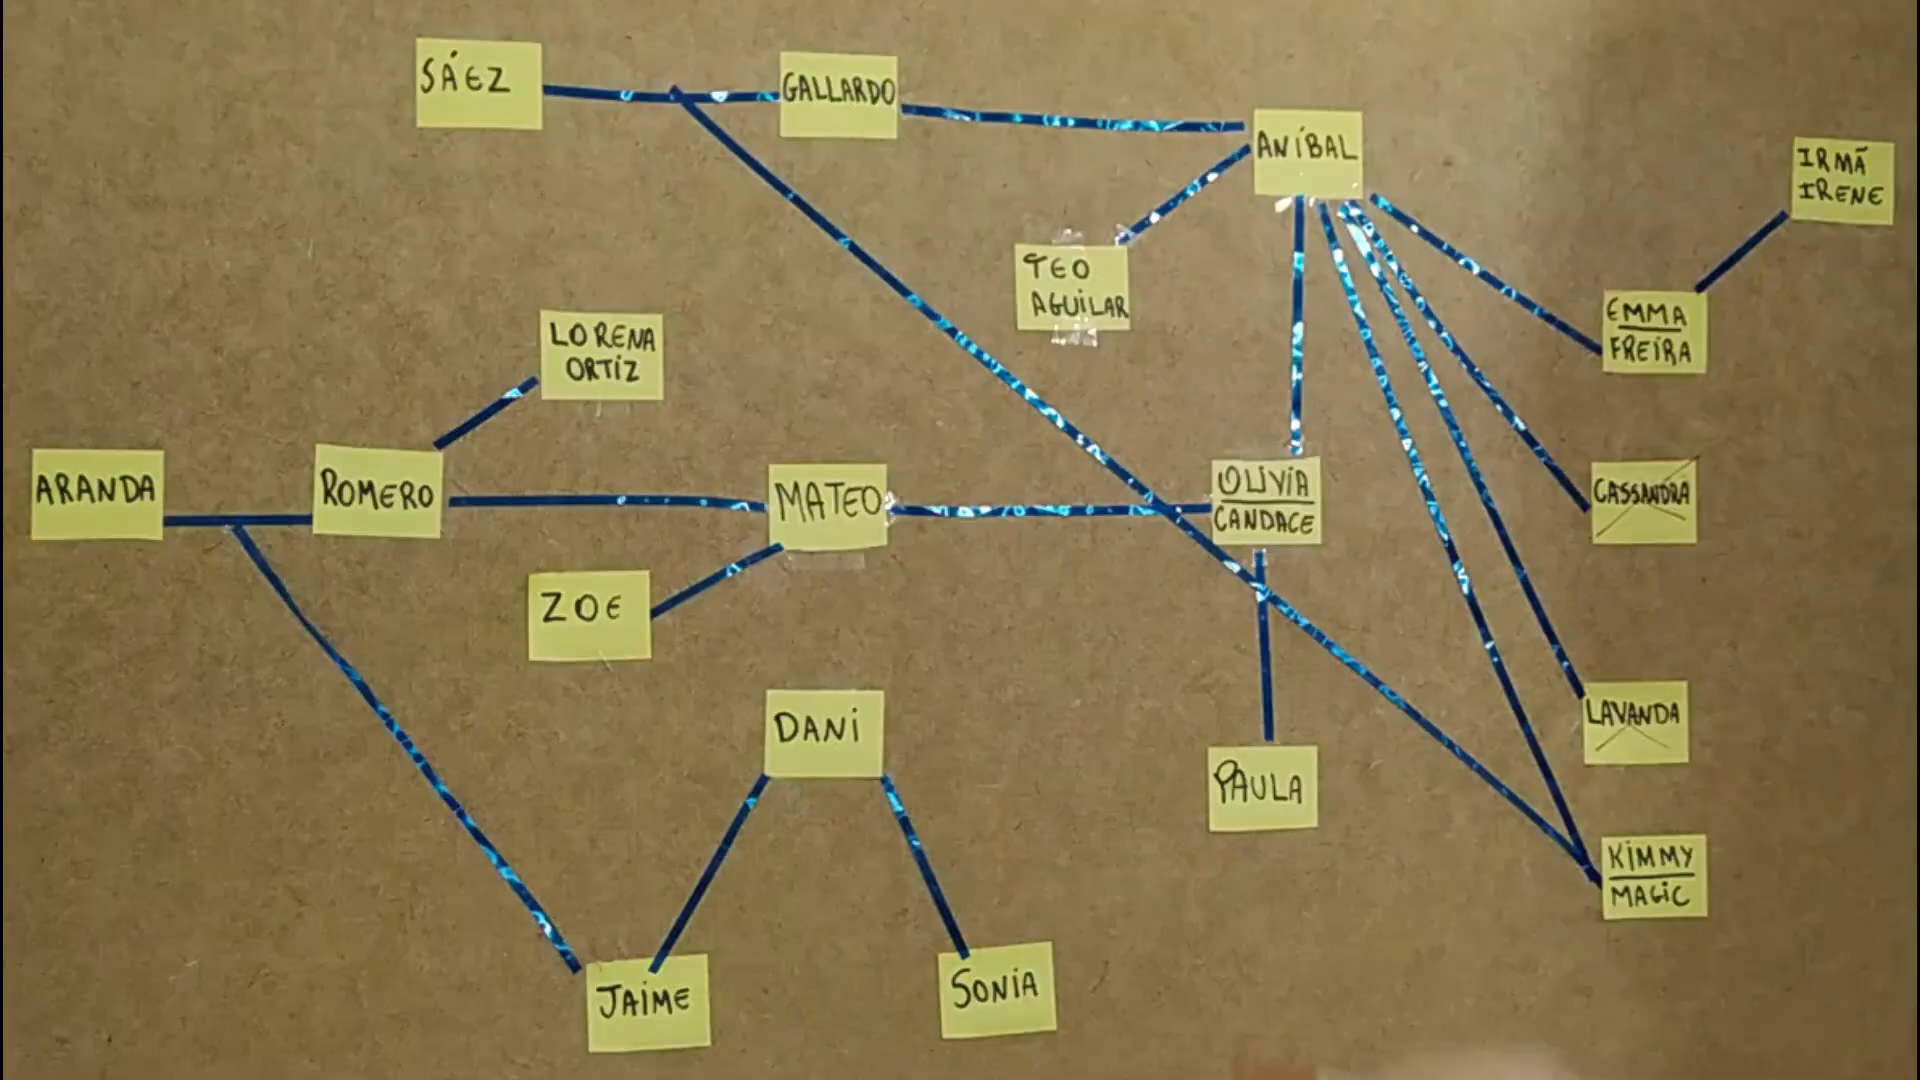 SÁEZ
GALLARDO
ANÍBAL
IRMÃ
IRENE
TEO
AGUILAR
EMMA
FREIRA
LORENA
ORTIZ
ARANDA
ROMERO
MATEO
OLIVIA
CANDACE
CASSANDRA
ZOE
DANI
LAVANDA
PAULA
KIMMY
MAGIC
JAIME
SONIA